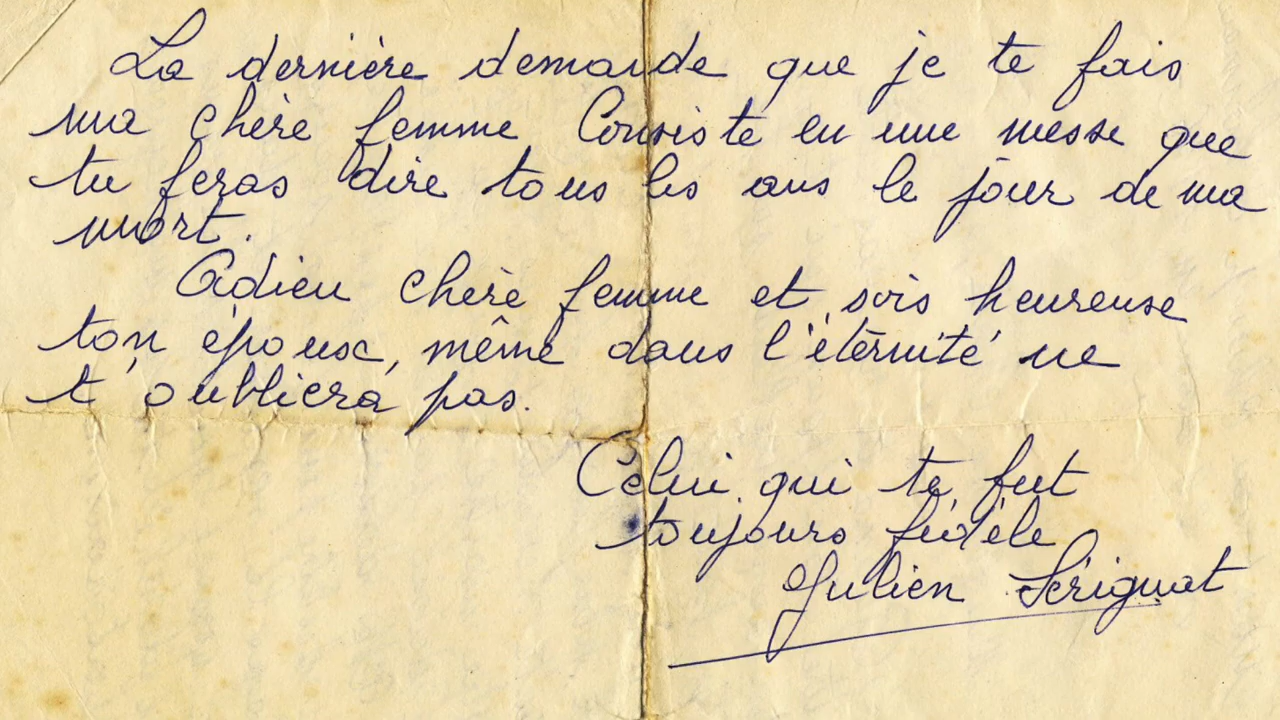 La dernière demande que je te fais
ma chère femme Consiste en une messe que
tu feras dire tous les ans le jour de ma
mort.
Adieu chère femme et sois heureuse
ton époux, même dans l'éternité ne
t'oubliera pas.
Celui qui te fut
toujours fidèle
Julien Sérignat